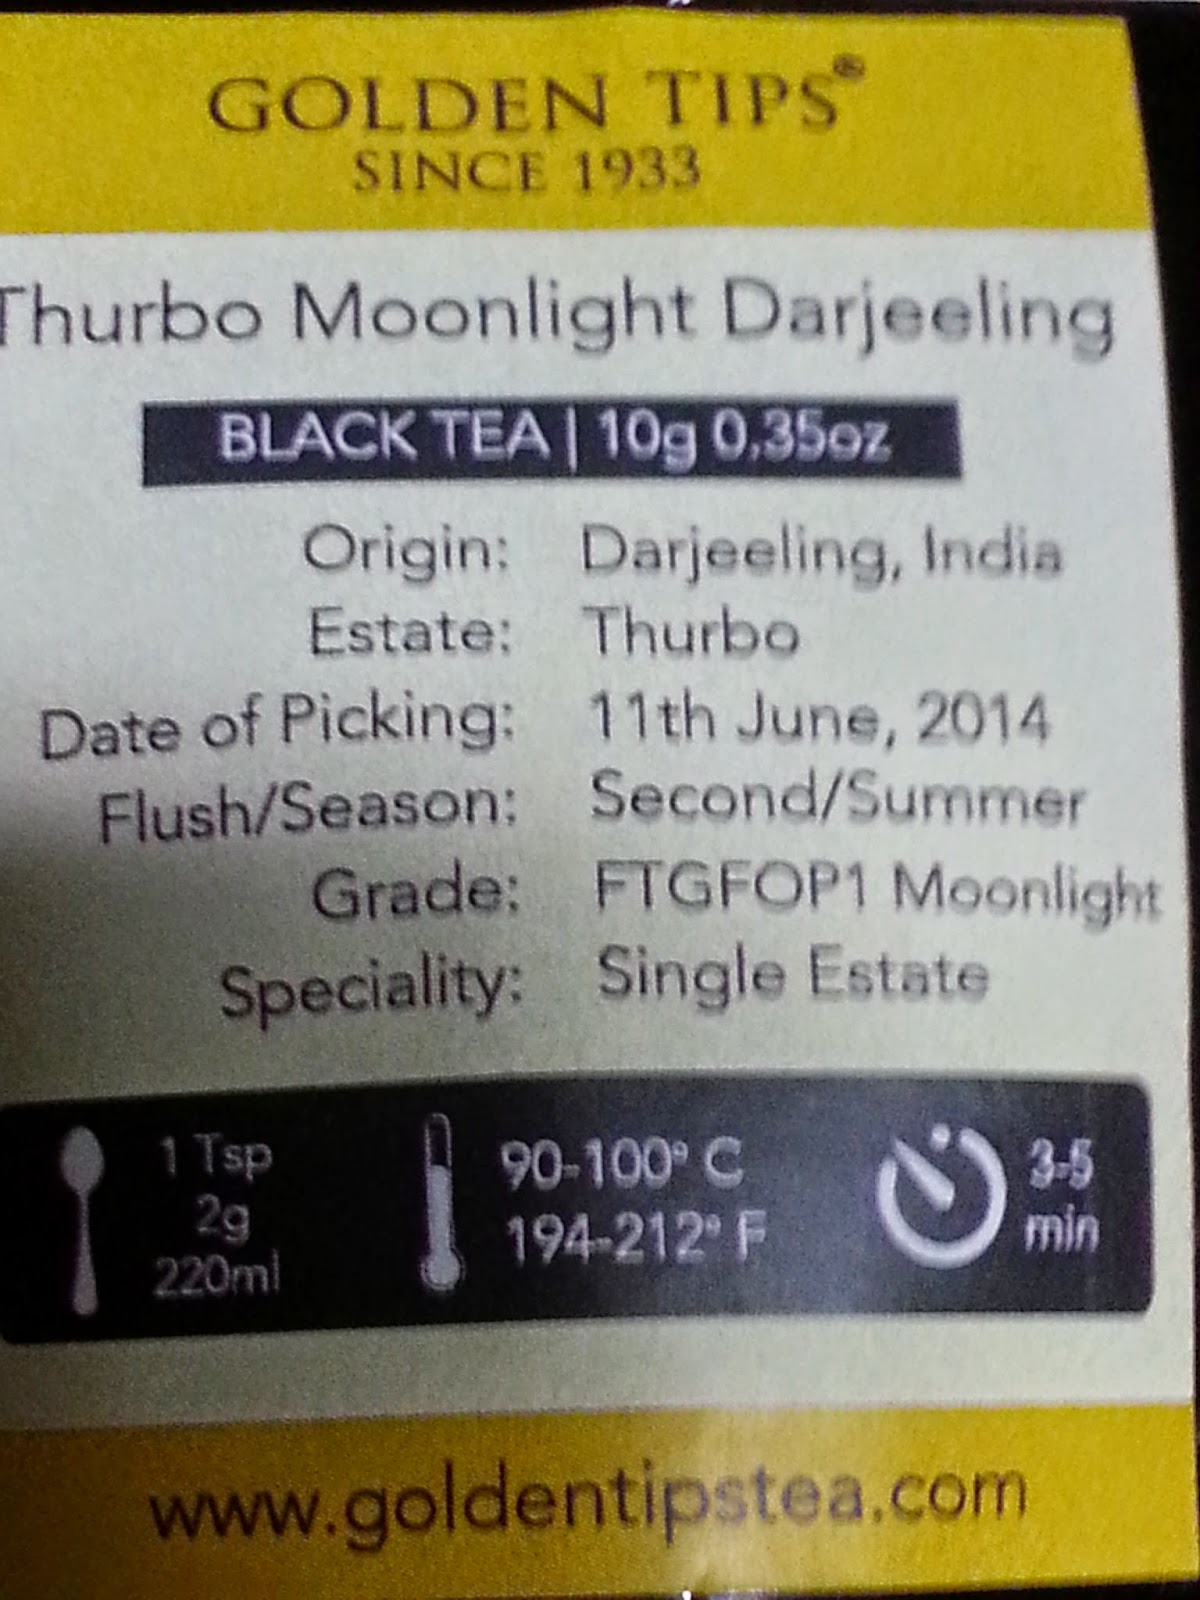 GOLDEN TIPS®
SINCE 1933
Thurbo Moonlight Darjeeling
BLACK TEA | 10g 0.35oz
Origin: Darjeeling, India
Estate: Thurbo
Date of Picking: 11th June, 2014
Flush/Season: Second/Summer
Grade: FTGFOP1 Moonlight
Speciality: Single Estate
1 Tsp
2g
220ml
90-100° C
194-212° F
3-5
min
www.goldentipstea.com